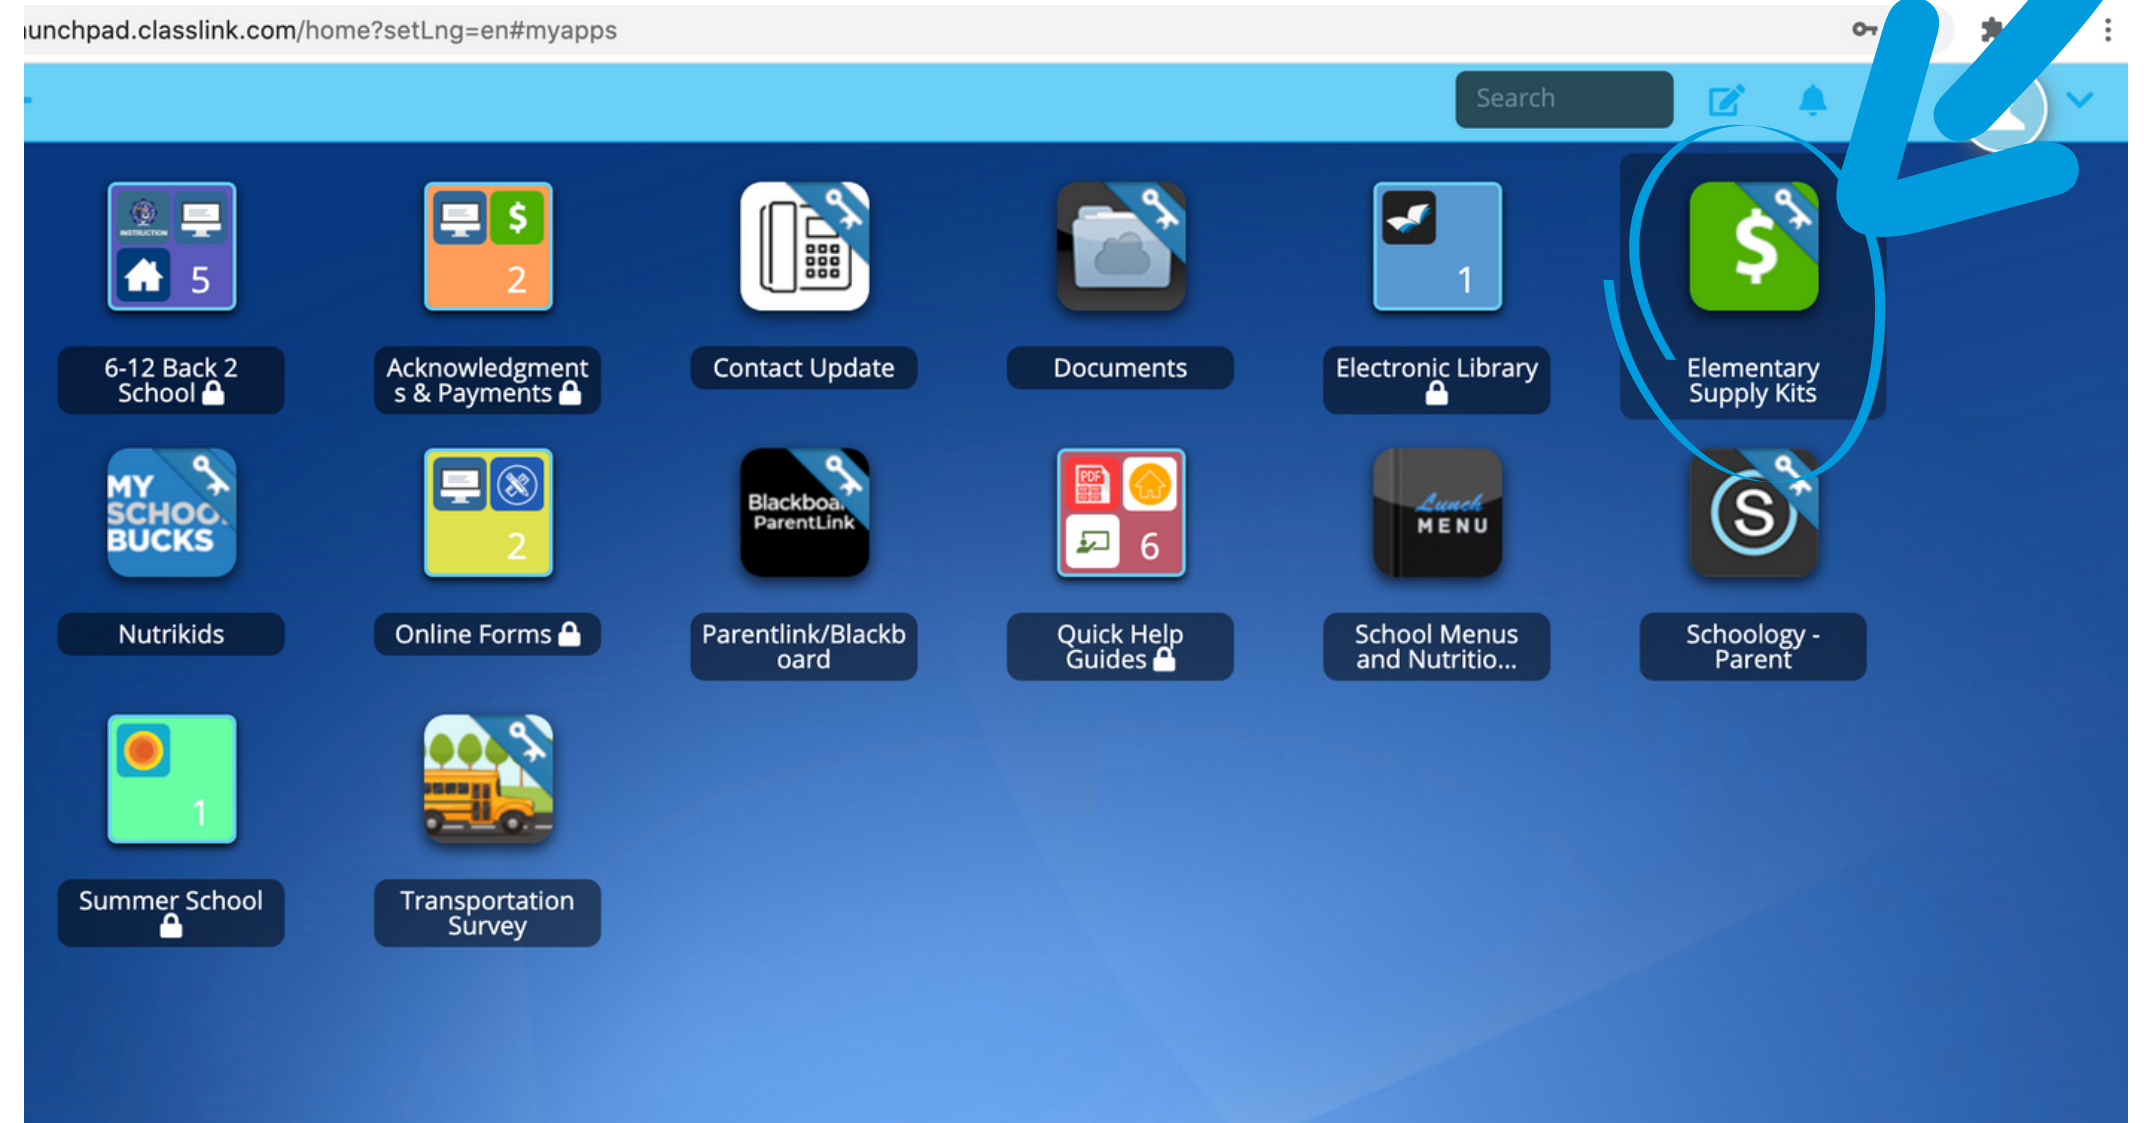 unchpad.classlink.com/home?setLng=en#myapps
Search
INSTRUCTION
5
$
2
1
$
6-12 Back 2
School
Acknowledgment
s & Payments
Contact Update
Documents
Electronic Library
Elementary
Supply Kits
MY
SCHOO
BUCKS
2
Blackboa
ParentLink
PDF
6
Lunch
MENU
S
Nutrikids
Online Forms
Parentlink/Blackb
oard
Quick Help
Guides
School Menus
and Nutritio...
Schoology -
Parent
1
Summer School
Transportation
Survey